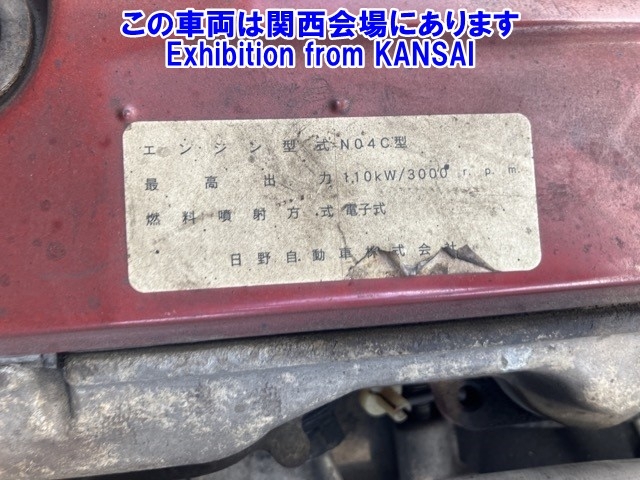 この車両は関西会場にあります
Exhibition from KANSAI
エンジン型式 N04C型
最高出力 110kW/3000 r.p.m
燃料噴射方式 電子式
日野自動車株式会社